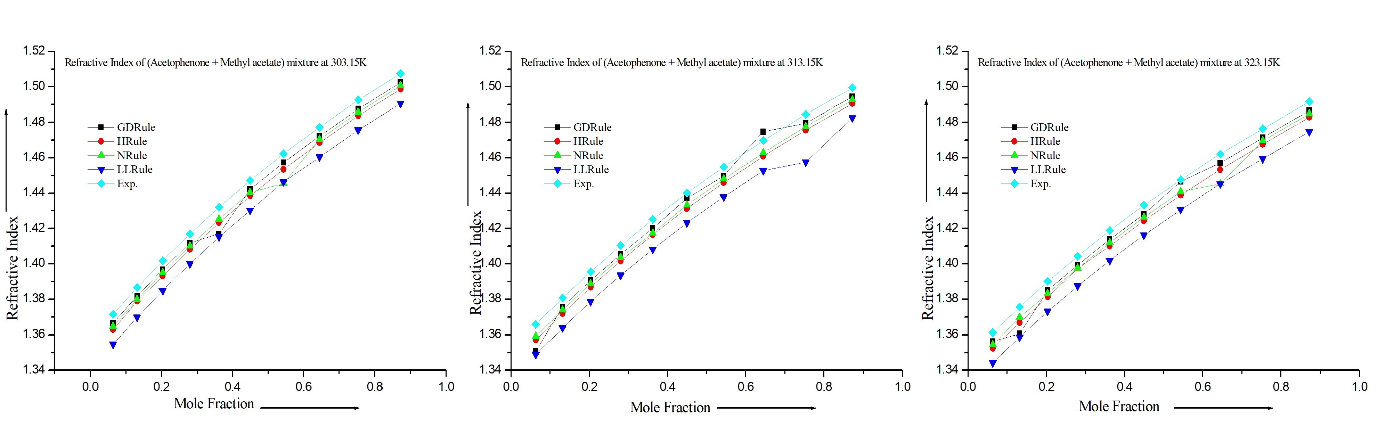 Refractive Index of (Acetophenone + Methyl acetate) mixture at 303.15K
1.52
1.50
1.48
1.46
1.44
1.42
1.40
1.38
1.36
1.34
Refractive Index
GDRule
HRule
NRule
LLRule
Exp.
0.0 0.2 0.4 0.6 0.8 1.0
Mole Fraction
Refractive Index of (Acetophenone + Methyl acetate) mixture at 313.15K
1.52
1.50
1.48
1.46
1.44
1.42
1.40
1.38
1.36
1.34
Refractive Index
GDRule
HRule
NRule
LLRule
Exp.
0.0 0.2 0.4 0.6 0.8 1.0
Mole Fraction
Refractive Index of (Acetophenone + Methyl acetate) mixture at 323.15K
1.52
1.50
1.48
1.46
1.44
1.42
1.40
1.38
1.36
1.34
Refractive Index
GDRule
HRule
NRule
LLRule
Exp.
0.0 0.2 0.4 0.6 0.8 1.0
Mole Fraction